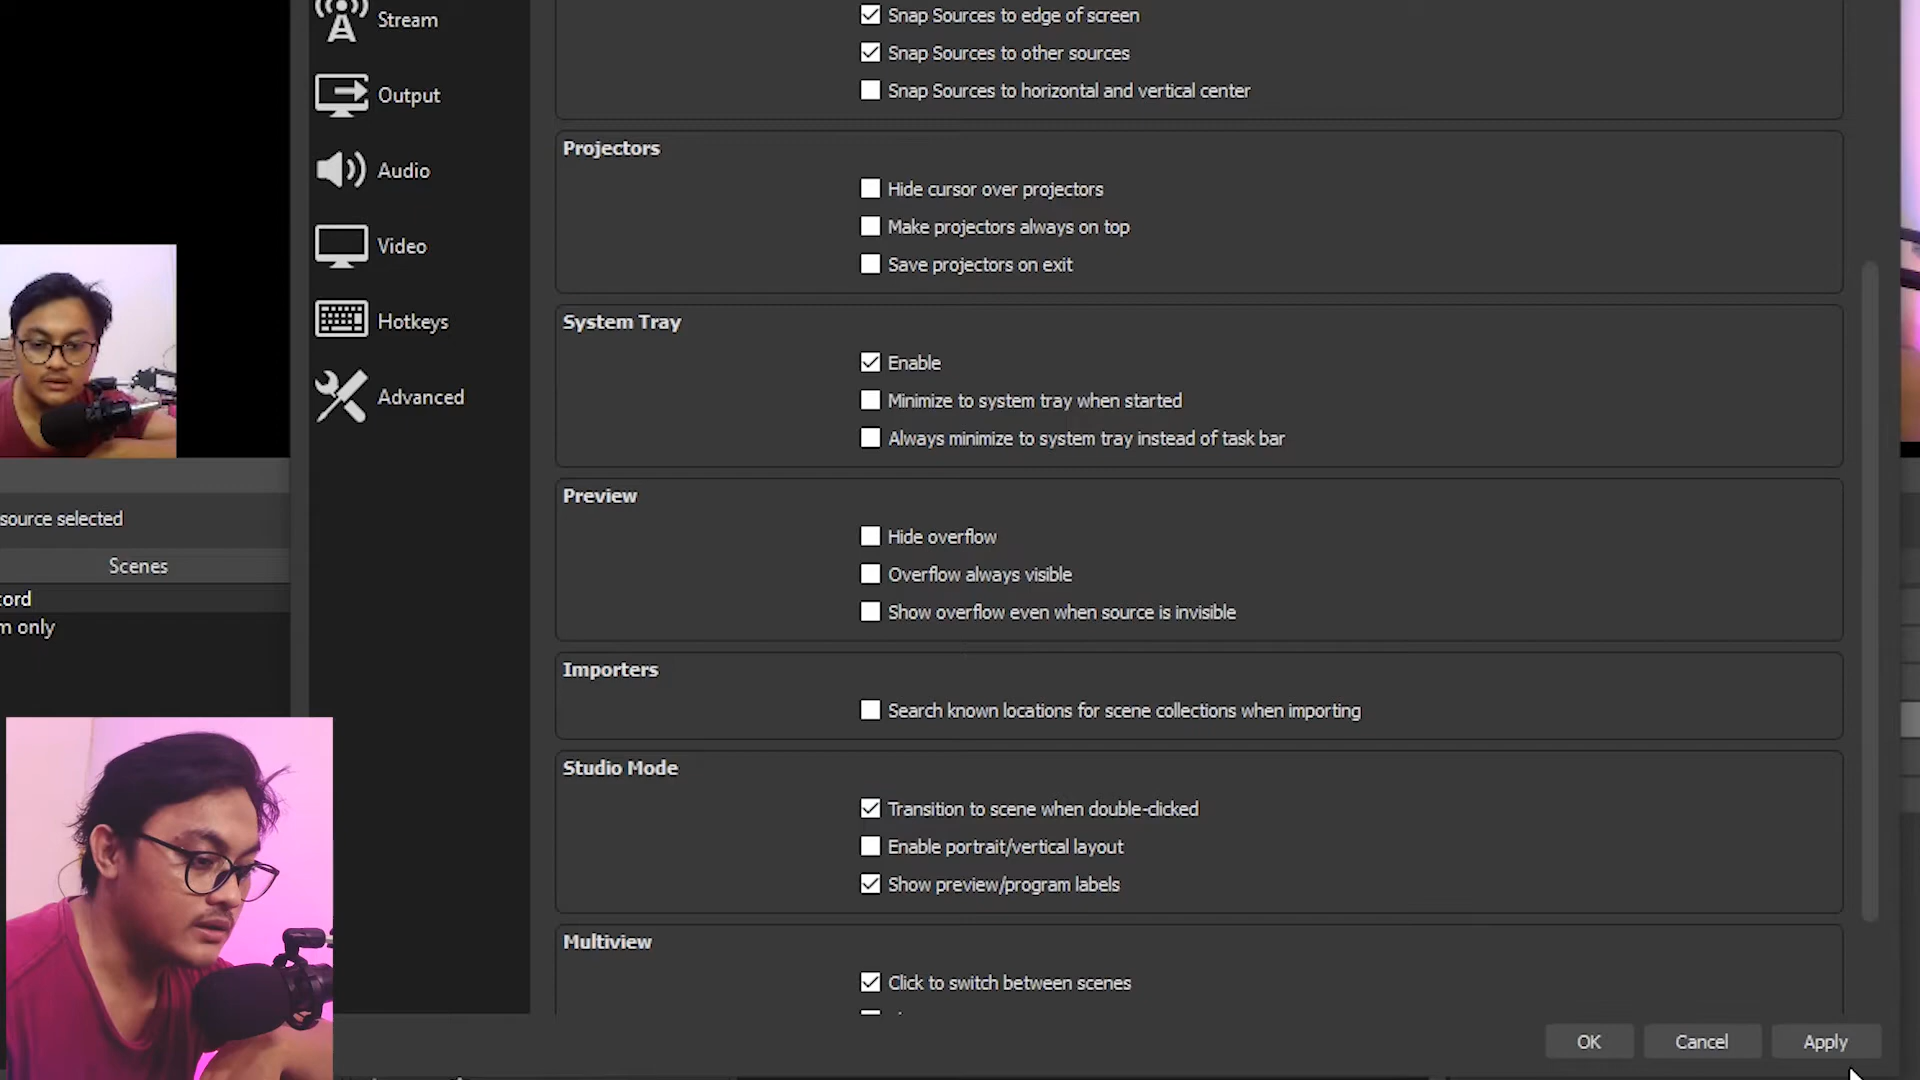 Stream
Output
Audio
Video
Hotkeys
Advanced
Snap Sources to edge of screen
Snap Sources to other sources
Snap Sources to horizontal and vertical center
Projectors
Hide cursor over projectors
Make projectors always on top
Save projectors on exit
System Tray
Enable
Minimize to system tray when started
Always minimize to system tray instead of task bar
Preview
Hide overflow
Overflow always visible
Show overflow even when source is invisible
Importers
Search known locations for scene collections when importing
Studio Mode
Transition to scene when double-clicked
Enable portrait/vertical layout
Show preview/program labels
Multiview
Click to switch between scenes
source selected
Scenes
cord
m only
OK
Cancel
Apply